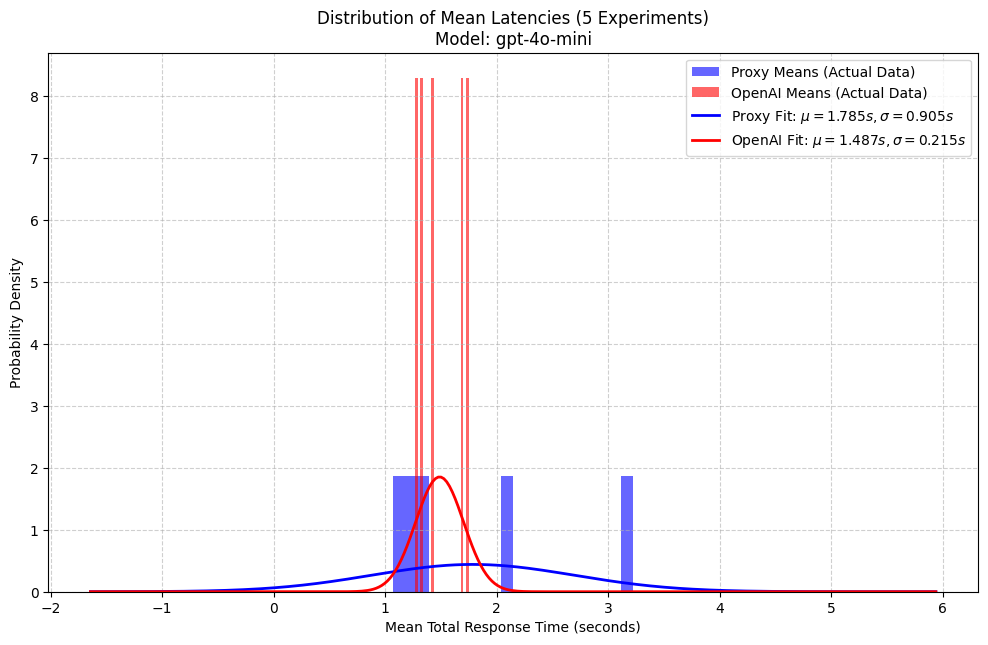 Distribution of Mean Latencies (5 Experiments)
Model: gpt-4o-mini
Proxy Means (Actual Data)
OpenAI Means (Actual Data)
Proxy Fit: μ = 1.785s, σ = 0.905s
OpenAI Fit: μ = 1.487s, σ = 0.215s
Probability Density
8
7
6
5
4
3
2
1
0
−2 −1 0 1 2 3 4 5 6
Mean Total Response Time (seconds)